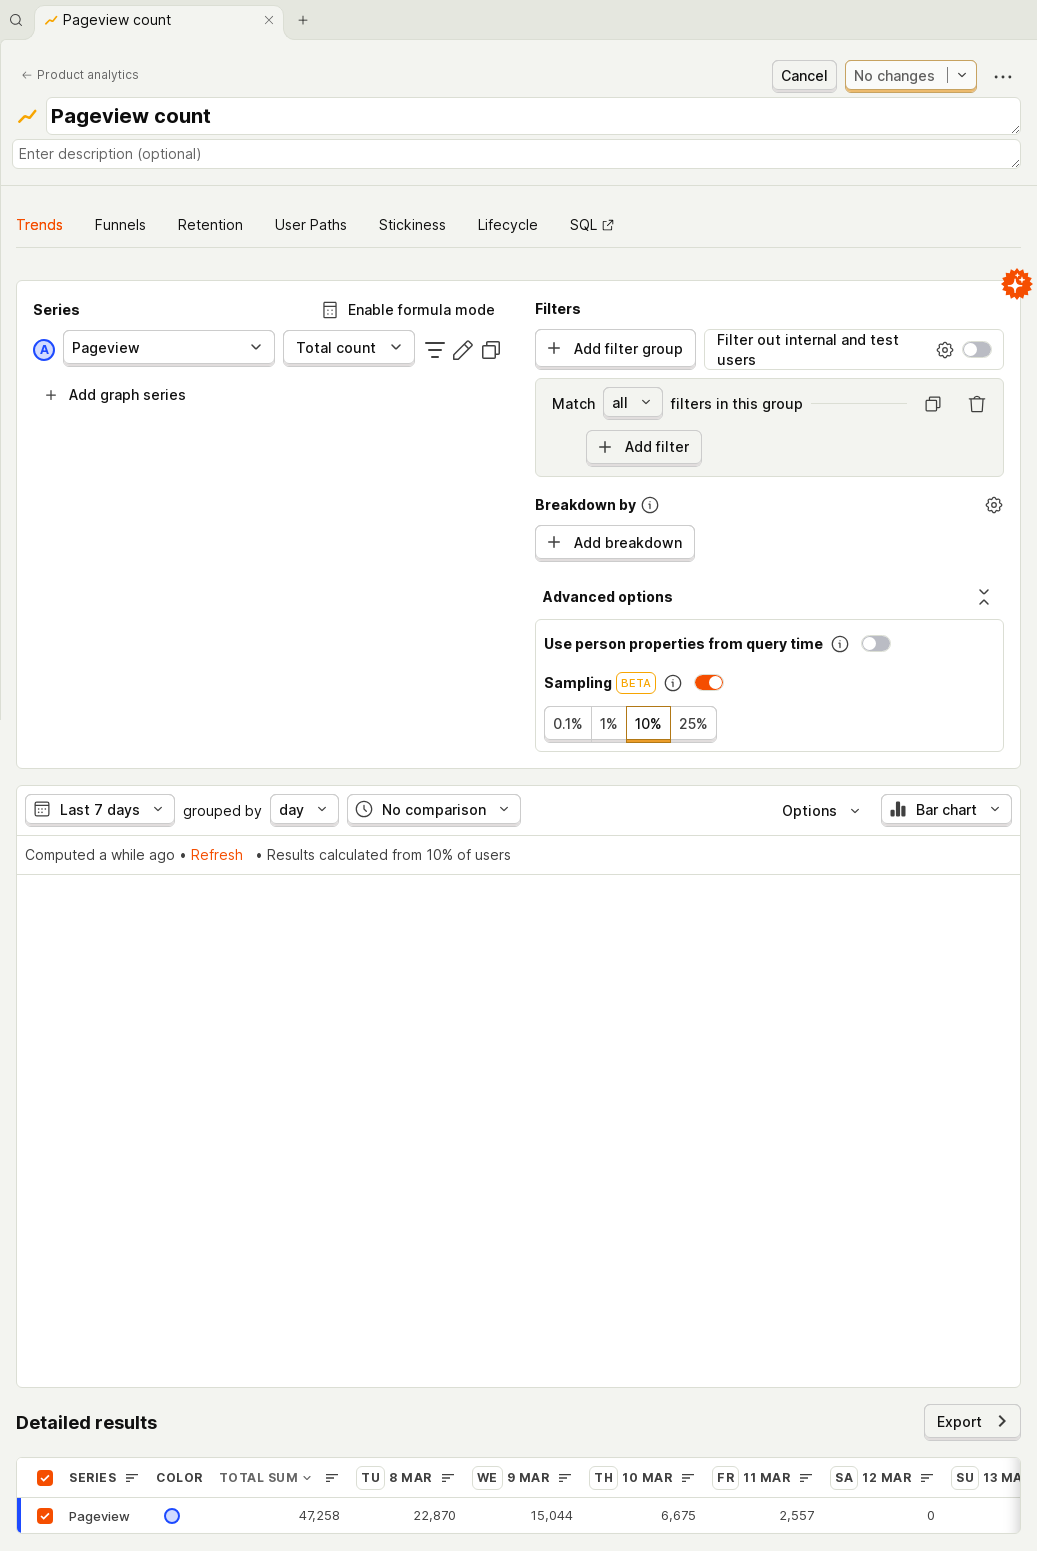 Pageview count
Product analytics
Cancel
No changes
Pageview count
Enter description (optional)
Trends Funnels Retention User Paths Stickiness Lifecycle SQL
Series
Enable formula mode
A Pageview Total count
Add graph series
Filters
Add filter group
Filter out internal and test
users
Match all filters in this group
Add filter
Breakdown by
Add breakdown
Advanced options
Use person properties from query time
Sampling BETA
0.1% 1% 10% 25%
Last 7 days grouped by day No comparison Options Bar chart
Computed a while ago • Refresh • Results calculated from 10% of users
Detailed results
Export
SERIES COLOR TOTAL SUM TU 8 MAR WE 9 MAR TH 10 MAR FR 11 MAR SA 12 MAR SU 13 MA
Pageview 47,258 22,870 15,044 6,675 2,557 0